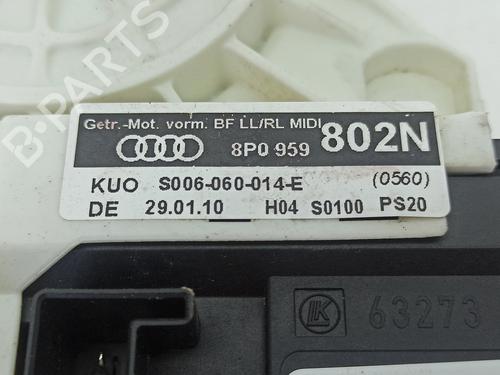 B-PARTS
Getr.-Mot. vorm. BF LL/RL MIDI
8P0 959 802N
KUO S006-060-014-E (0560)
DE 29.01.10 H04 S0100 PS20
LK 63273